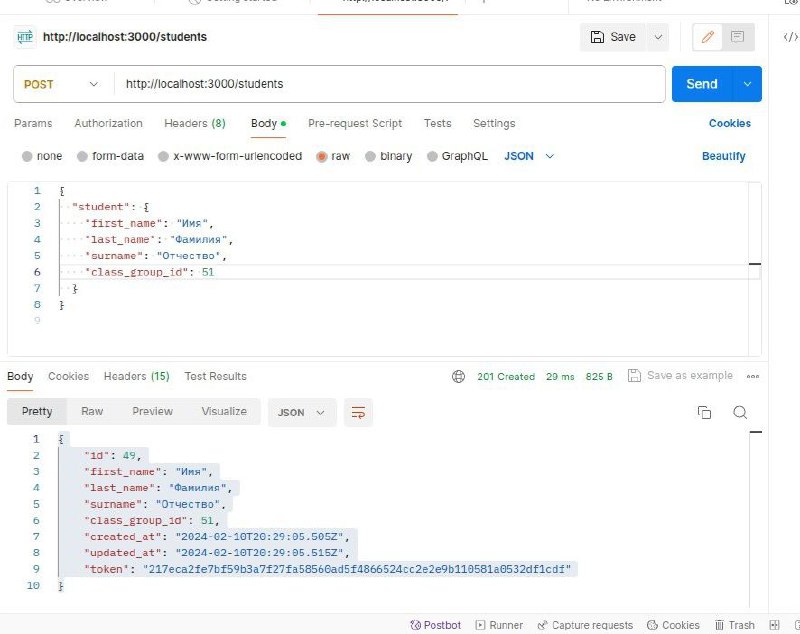 http://localhost:3000/students
Save
POST
http://localhost:3000/students
Send
Params Authorization Headers (8) Body Pre-request Script Tests Settings Cookies
none form-data x-www-form-urlencoded raw binary GraphQL JSON Beautify
1 {
2 "student": {
3 "first_name": "Имя",
4 "last_name": "Фамилия",
5 "surname": "Отчество",
6 "class_group_id": 51
7 }
8 }
9
Body Cookies Headers (15) Test Results 201 Created 29 ms 825 B Save as example
Pretty Raw Preview Visualize JSON
1 {
2 "id": 49,
3 "first_name": "Имя",
4 "last_name": "Фамилия",
5 "surname": "Отчество",
6 "class_group_id": 51,
7 "created_at": "2024-02-10T20:29:05.505Z",
8 "updated_at": "2024-02-10T20:29:05.515Z",
9 "token": "217eca2fe7bf59b3a7f27fa58560ad5f4866524cc2e2e9b110581a0532df1cdf"
10 }
Postbot Runner Capture requests Cookies Trash